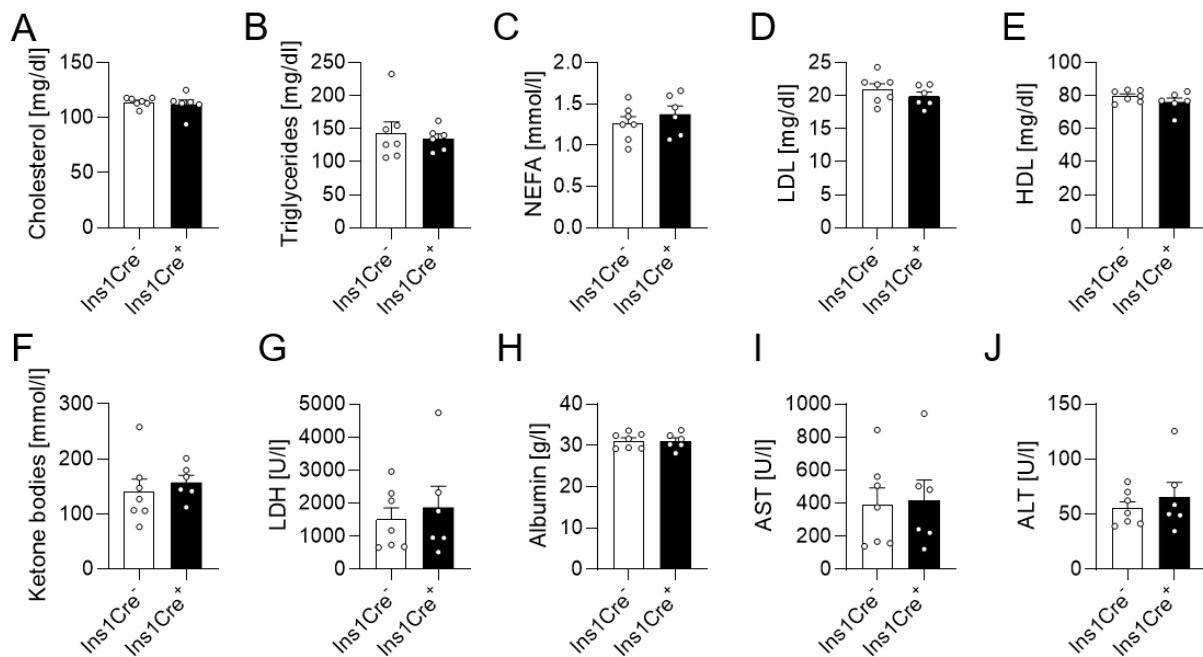 A
Cholesterol [mg/dl]
150
100
50
0
Ins1Cre-
Ins1Cre+
B
Triglycerides [mg/dl]
250
200
150
100
50
0
Ins1Cre-
Ins1Cre+
C
NEFA [mmol/l]
2.0
1.5
1.0
0.5
0.0
Ins1Cre-
Ins1Cre+
D
LDL [mg/dl]
25
20
15
10
5
0
Ins1Cre-
Ins1Cre+
E
HDL [mg/dl]
100
80
60
40
20
0
Ins1Cre-
Ins1Cre+
F
Ketone bodies [mmol/l]
300
200
100
0
Ins1Cre-
Ins1Cre+
G
LDH [U/l]
5000
4000
3000
2000
1000
0
Ins1Cre-
Ins1Cre+
H
Albumin [g/l]
40
30
20
10
0
Ins1Cre-
Ins1Cre+
I
AST [U/l]
1000
800
600
400
200
0
Ins1Cre-
Ins1Cre+
J
ALT [U/l]
150
100
50
0
Ins1Cre-
Ins1Cre+